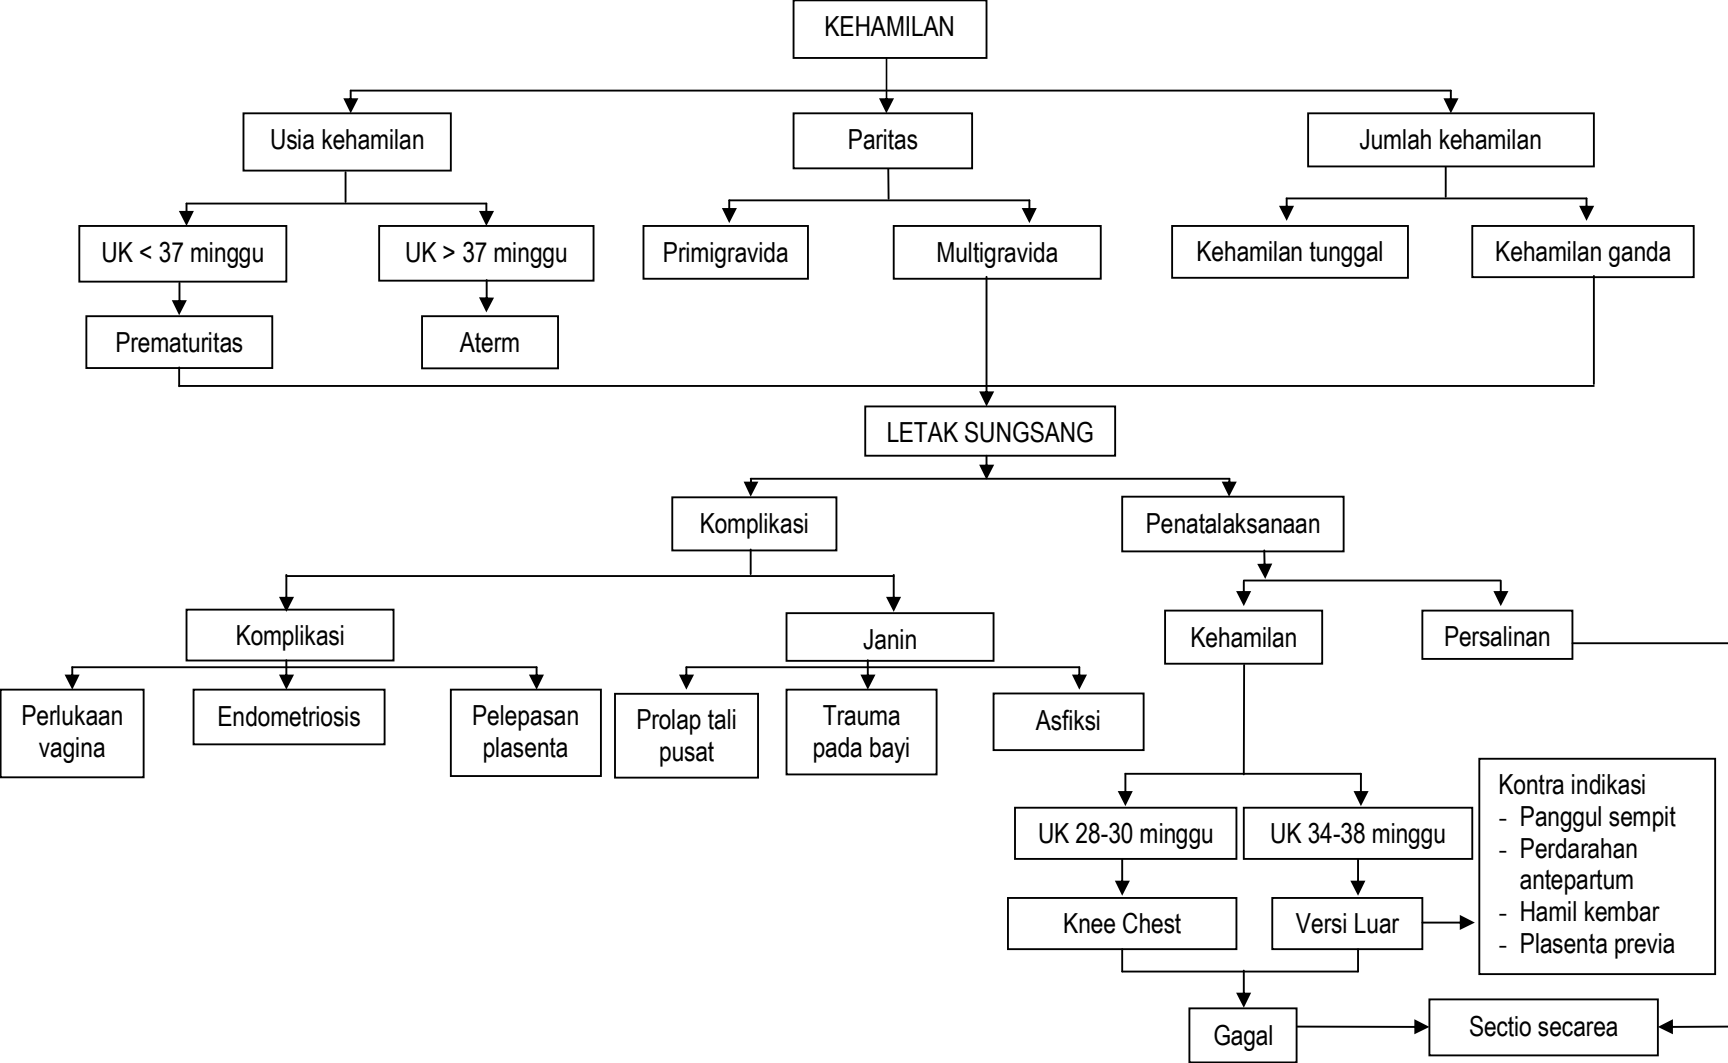 KEHAMILAN
Usia kehamilan
Paritas
Jumlah kehamilan
UK < 37 minggu
UK > 37 minggu
Primigravida
Multigravida
Kehamilan tunggal
Kehamilan ganda
Prematuritas
Aterm
LETAK SUNGSANG
Komplikasi
Penatalaksanaan
Komplikasi
Janin
Kehamilan
Persalinan
Perlukaan
vagina
Endometriosis
Pelepasan
plasenta
Prolap tali
pusat
Trauma
pada bayi
Asfiksi
UK 28-30 minggu
UK 34-38 minggu
Kontra indikasi
- Panggul sempit
- Perdarahan
antepartum
- Hamil kembar
- Plasenta previa
Knee Chest
Versi Luar
Gagal
Sectio secarea